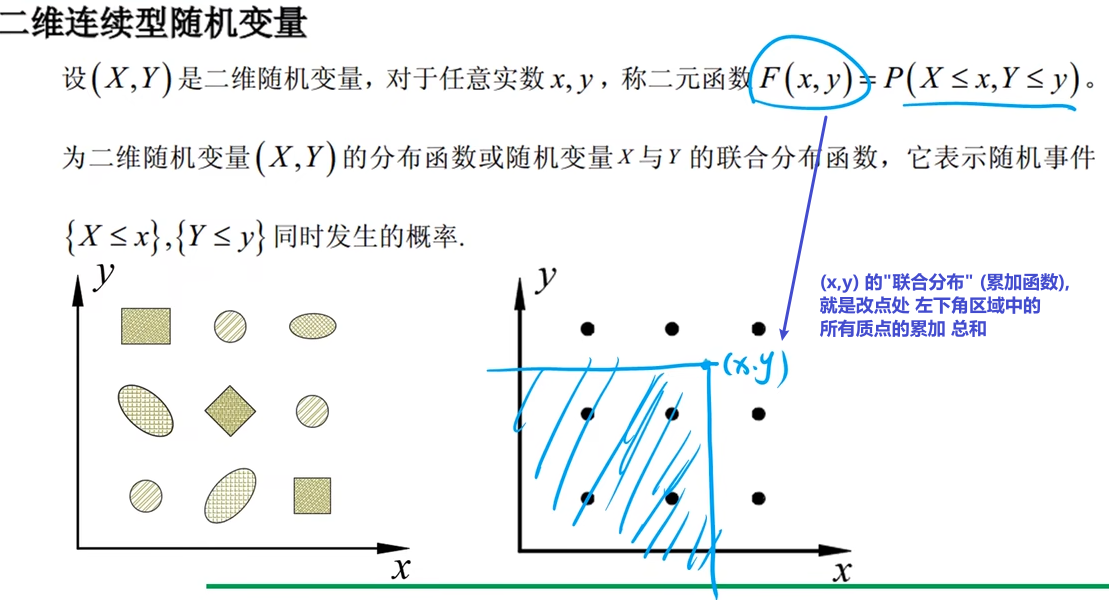 二维连续型随机变量
设(X,Y)是二维随机变量，对于任意实数x,y，称二元函数F(x,y)=P(X≤x,Y≤y)。
为二维随机变量(X,Y)的分布函数或随机变量X与Y的联合分布函数，它表示随机事件
{X≤x},{Y≤y}同时发生的概率.
(x,y) 的"联合分布" (累加函数),
就是改点处 左下角区域中的
所有质点的累加 总和
y
x
y
(x.y)
x